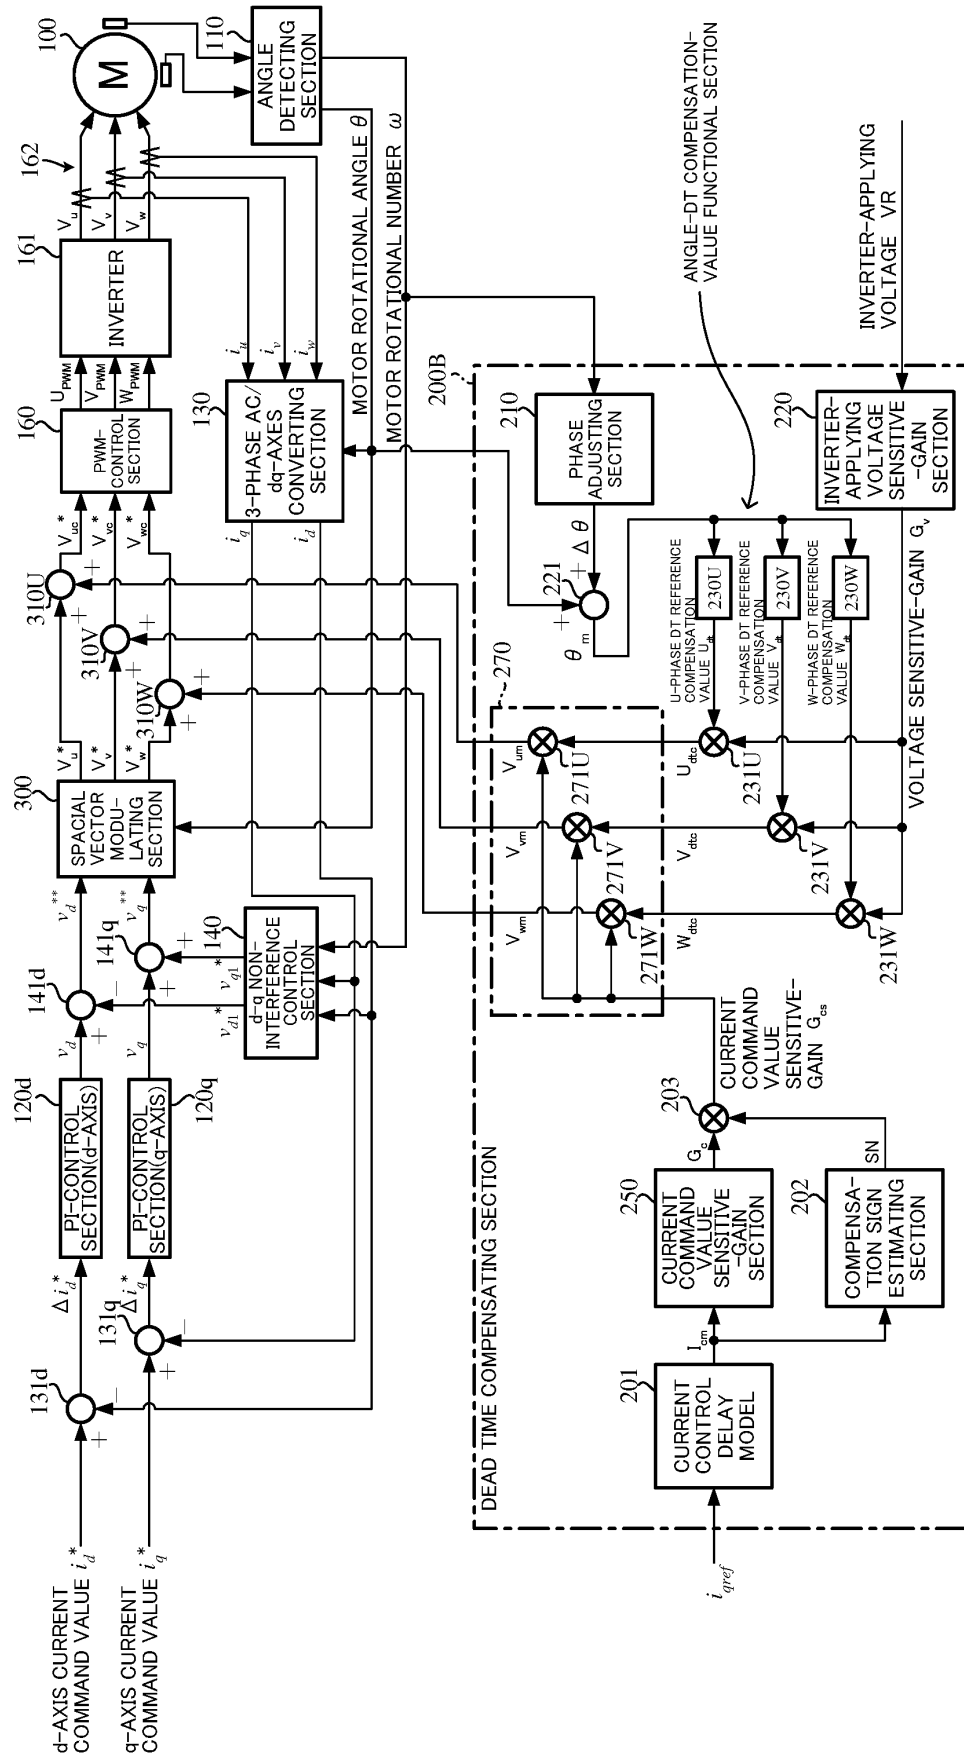 d-AXIS CURRENT
COMMAND VALUE i_d*
q-AXIS CURRENT
COMMAND VALUE i_q*
131d
+
−
131q
+
−
Δi_d*
Δi_q*
120d
PI-CONTROL
SECTION(d-AXIS)
120q
PI-CONTROL
SECTION(q-AXIS)
v_d
v_q
141d
+
−
141q
+
+
v_d**
v_q**
v_d1*
v_q1*
140
d-q NON-
INTERFERENCE
CONTROL
SECTION
300
SPACIAL
VECTOR
MODU-
LATING
SECTION
V_u*
V_v*
V_w*
310U
+
+
310V
+
+
310W
+
+
V_uc*
V_vc*
V_wc*
160
PWM-
CONTROL
SECTION
U_PWM
V_PWM
W_PWM
161
INVERTER
V_u
V_v
V_w
162
100
M
110
ANGLE
DETECTING
SECTION
i_u
i_v
i_w
130
3-PHASE AC/
dq-AXES
CONVERTING
SECTION
i_q
i_d
MOTOR ROTATIONAL ANGLE θ
MOTOR ROTATIONAL NUMBER ω
200B
DEAD TIME COMPENSATING SECTION
i_qref
201
CURRENT
CONTROL
DELAY
MODEL
I_cm
250
CURRENT
COMMAND
VALUE
SENSITIVE
-GAIN
SECTION
202
COMPENSA-
TION SIGN
ESTIMATING
SECTION
G_c
SN
203
CURRENT
COMMAND
VALUE
SENSITIVE-
GAIN G_cs
270
V_um
V_vm
V_wm
271U
271V
271W
U_dtc
V_dtc
W_dtc
231U
231V
231W
U-PHASE DT REFERENCE
COMPENSATION
VALUE U_dt
V-PHASE DT REFERENCE
COMPENSATION
VALUE V_dt
W-PHASE DT REFERENCE
COMPENSATION
VALUE W_dt
230U
230V
230W
θ_m
221
+
+
Δθ
210
PHASE
ADJUSTING
SECTION
ANGLE-DT COMPENSATION-
VALUE FUNCTIONAL SECTION
220
INVERTER-
APPLYING
VOLTAGE
SENSITIVE
-GAIN
SECTION
VOLTAGE SENSITIVE-GAIN G_v
INVERTER-APPLYING
VOLTAGE VR